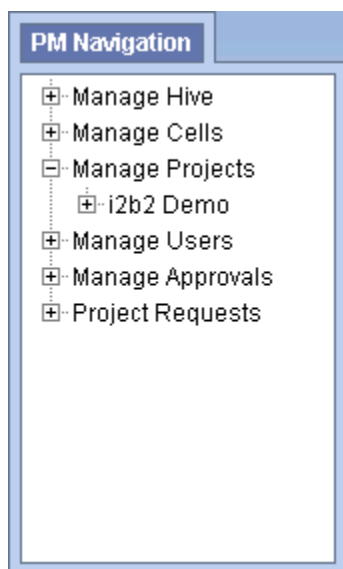 PM Navigation
Manage Hive
Manage Cells
Manage Projects
i2b2 Demo
Manage Users
Manage Approvals
Project Requests